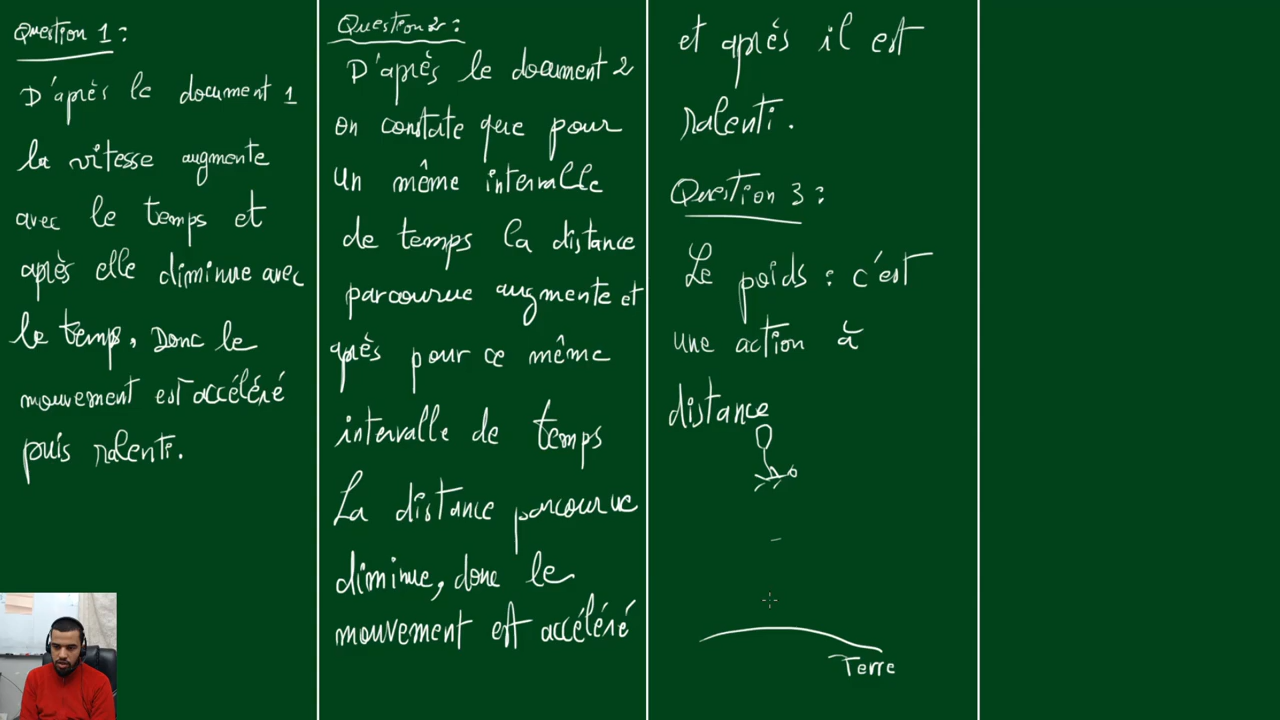 Question 1 :
D'après le document 1
la vitesse augmente
avec le temps et
après elle diminue avec
le temps, Donc le
mouvement est accéléré
puis ralenti.
Question 2 :
D'après le document 2
on constate que pour
un même intervalle
de temps la distance
parcourue augmente et
après pour ce même
intervalle de temps
La distance parcourue
diminue, donc le
mouvement est accéléré
et après il est
ralenti.
Question 3 :
Le poids : c'est
une action à
distance
Terre